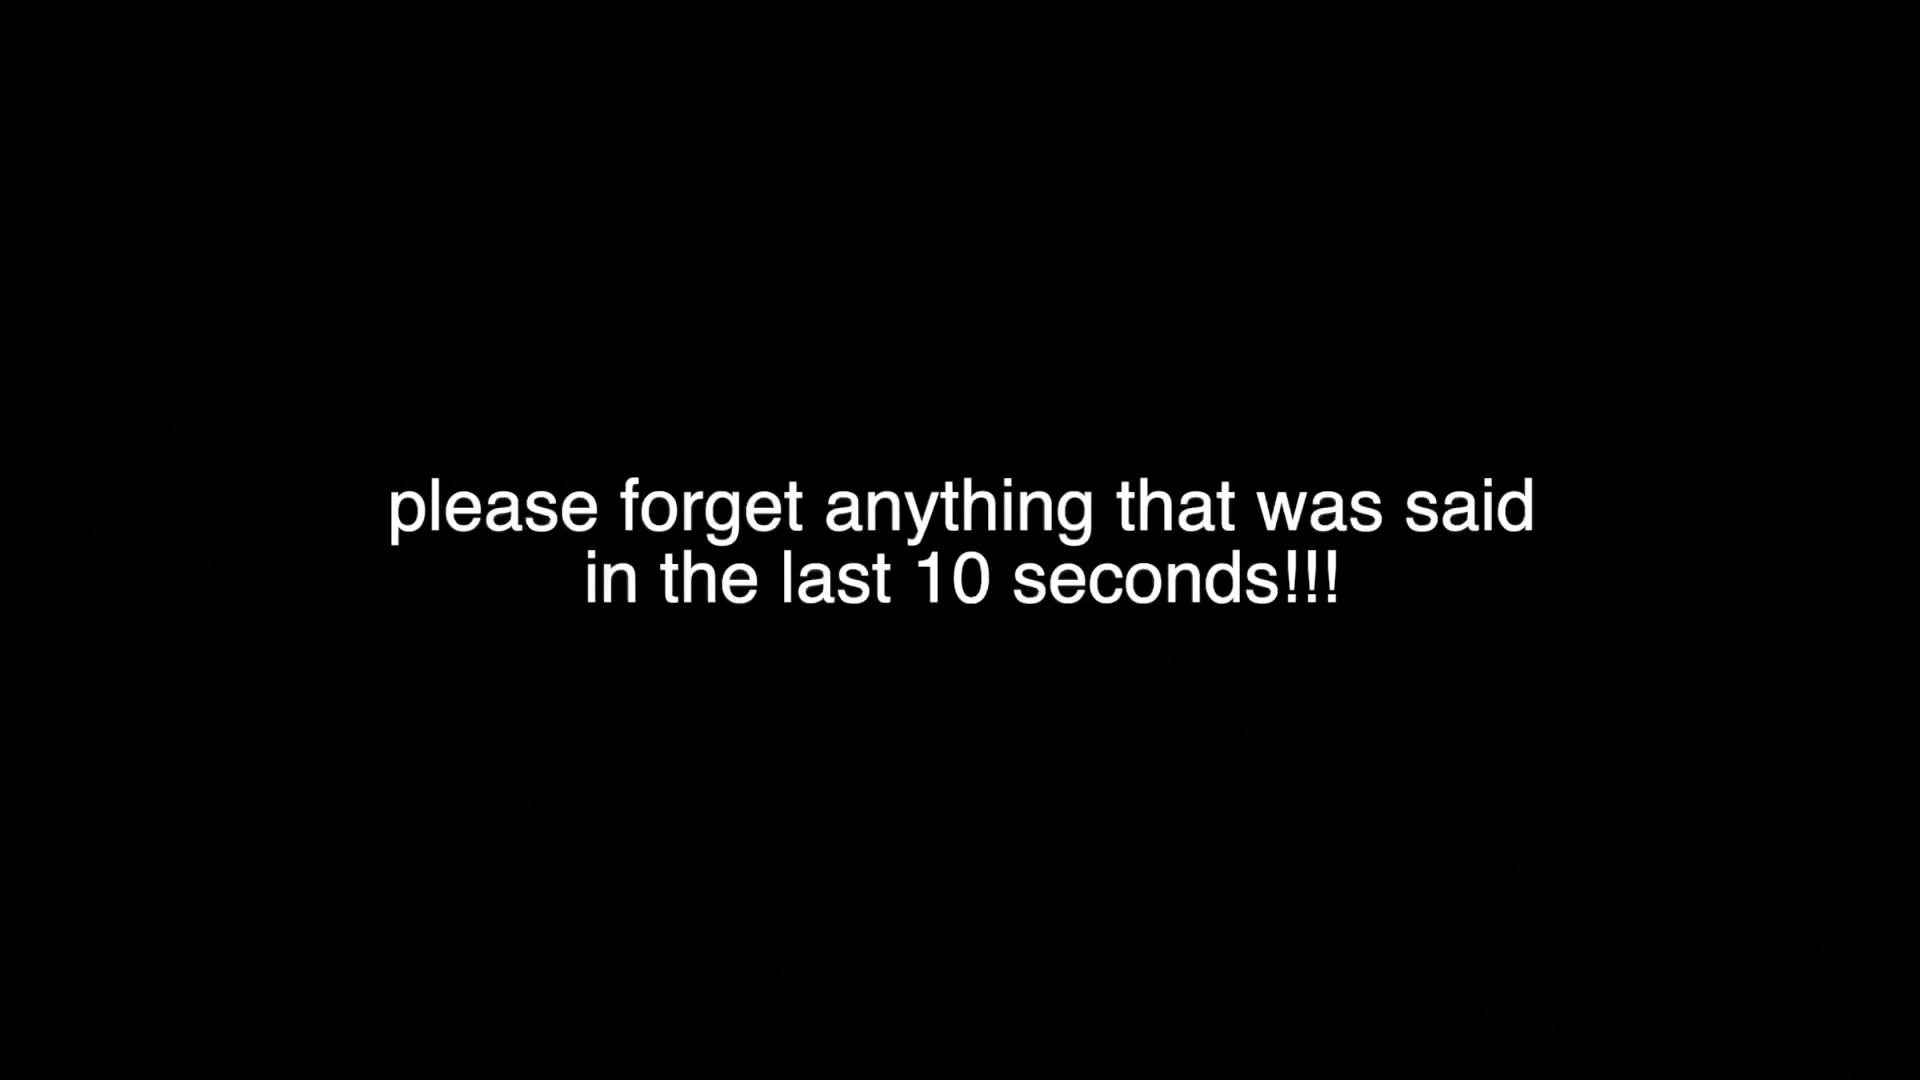 please forget anything that was said
in the last 10 seconds!!!